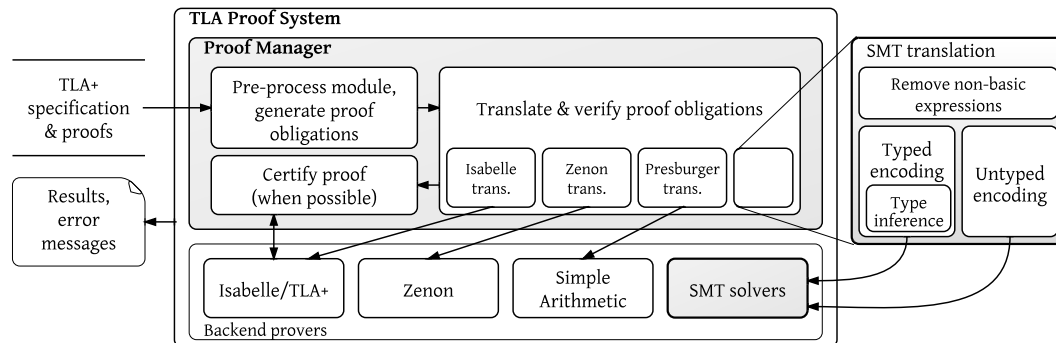 TLA Proof System
Proof Manager
TLA+
specification
& proofs
Pre-process module,
generate proof
obligations
Translate & verify proof obligations
Isabelle
trans.
Zenon
trans.
Presburger
trans.
Certify proof
(when possible)
Results,
error
messages
SMT translation
Remove non-basic
expressions
Typed
encoding
Type
inference
Untyped
encoding
Isabelle/TLA+
Zenon
Simple
Arithmetic
SMT solvers
Backend provers